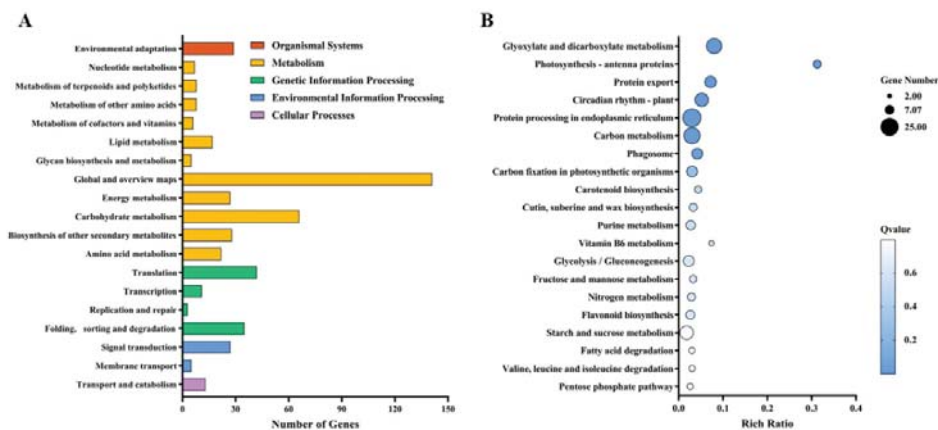 A
Environmental adaptation
Nucleotide metabolism
Metabolism of terpenoids and polyketides
Metabolism of other amino acids
Metabolism of cofactors and vitamins
Lipid metabolism
Glycan biosynthesis and metabolism
Global and overview maps
Energy metabolism
Carbohydrate metabolism
Biosynthesis of other secondary metabolites
Amino acid metabolism
Translation
Transcription
Replication and repair
Folding, sorting and degradation
Signal transduction
Membrane transport
Transport and catabolism
0 30 60 90 120 150
Number of Genes
Organismal Systems
Metabolism
Genetic Information Processing
Environmental Information Processing
Cellular Processes
B
Glyoxylate and dicarboxylate metabolism
Photosynthesis - antenna proteins
Protein export
Circadian rhythm - plant
Protein processing in endoplasmic reticulum
Carbon metabolism
Phagosome
Carbon fixation in photosynthetic organisms
Carotenoid biosynthesis
Cutin, suberine and wax biosynthesis
Purine metabolism
Vitamin B6 metabolism
Glycolysis / Gluconeogenesis
Fructose and mannose metabolism
Nitrogen metabolism
Flavonoid biosynthesis
Starch and sucrose metabolism
Fatty acid degradation
Valine, leucine and isoleucine degradation
Pentose phosphate pathway
0.0 0.1 0.2 0.3 0.4
Rich Ratio
Gene Number
2.00
7.07
25.00
Qvalue
0.6
0.4
0.2